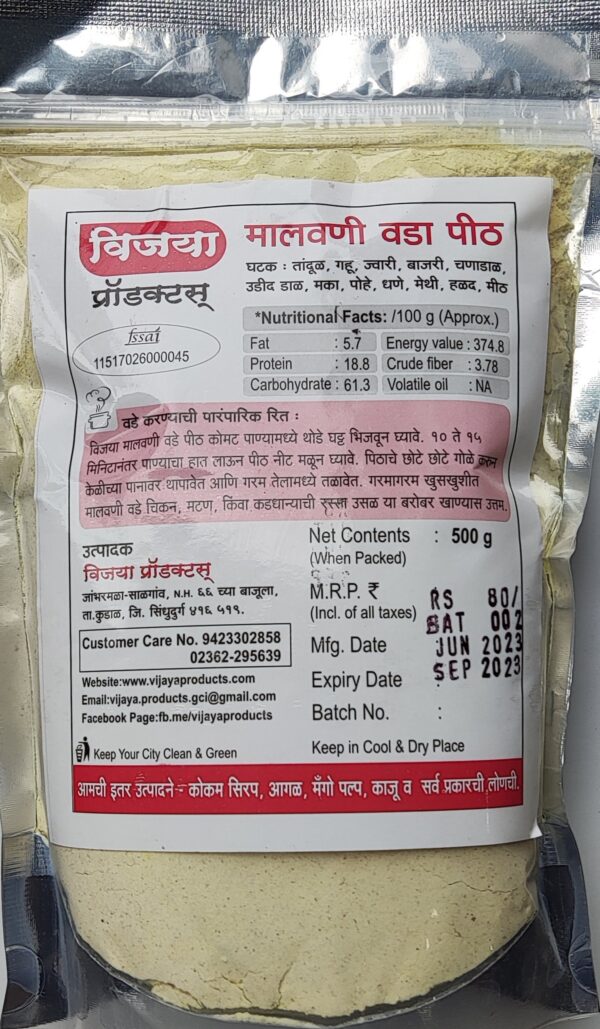 विजया
प्रॉडक्टस्
fssai
11517026000045
मालवणी वडा पीठ
घटक : तांदूळ, गहू, ज्वारी, बाजरी, चणाडाळ,
उडीद डाळ, मका, पोहे, धणे, मेथी, हळद, मीठ
*Nutritional Facts: /100 g (Approx.)
Fat : 5.7 Energy value : 374.8
Protein : 18.8 Crude fiber : 3.78
Carbohydrate : 61.3 Volatile oil : NA
वडे करण्याची पारंपारिक रित :
विजया मालवणी वडे पीठ कोमट पाण्यामध्ये थोडे घट्ट भिजवून घ्यावे. १० ते १५
मिनिटानंतर पाण्याचा हात लाऊन पीठ नीट मळून घ्यावे. पिठाचे छोटे छोटे गोळे करुन
केळीच्या पानावर थापावेत आणि गरम तेलामध्ये तळावेत. गरमागरम खुसखुशीत
मालवणी वडे चिकन, मटण, किंवा कडधान्याची रस्सा उसळ या बरोबर खाण्यास उत्तम.
उत्पादक
विजया प्रॉडक्टस्
जांभरमळा-साळगांव, N.H. ६६ च्या बाजूला,
ता.कुडाळ, जि. सिंधुदुर्ग ४१६ ५१९.
Customer Care No. 9423302858
02362-295639
Website:www.vijayaproducts.com
Email:vijaya.products.gci@gmail.com
Facebook Page:fb.me/vijayaproducts
Keep Your City Clean & Green
Net Contents : 500 g
(When Packed)
M.R.P. ₹ RS 80/
(Incl. of all taxes) BAT 002
Mfg. Date JUN 2023
Expiry Date SEP 2023
Batch No. :
Keep in Cool & Dry Place
आमची इतर उत्पादने - कोकम सिरप, आगळ, मँगो पल्प, काजू व सर्व प्रकारची लोणची.